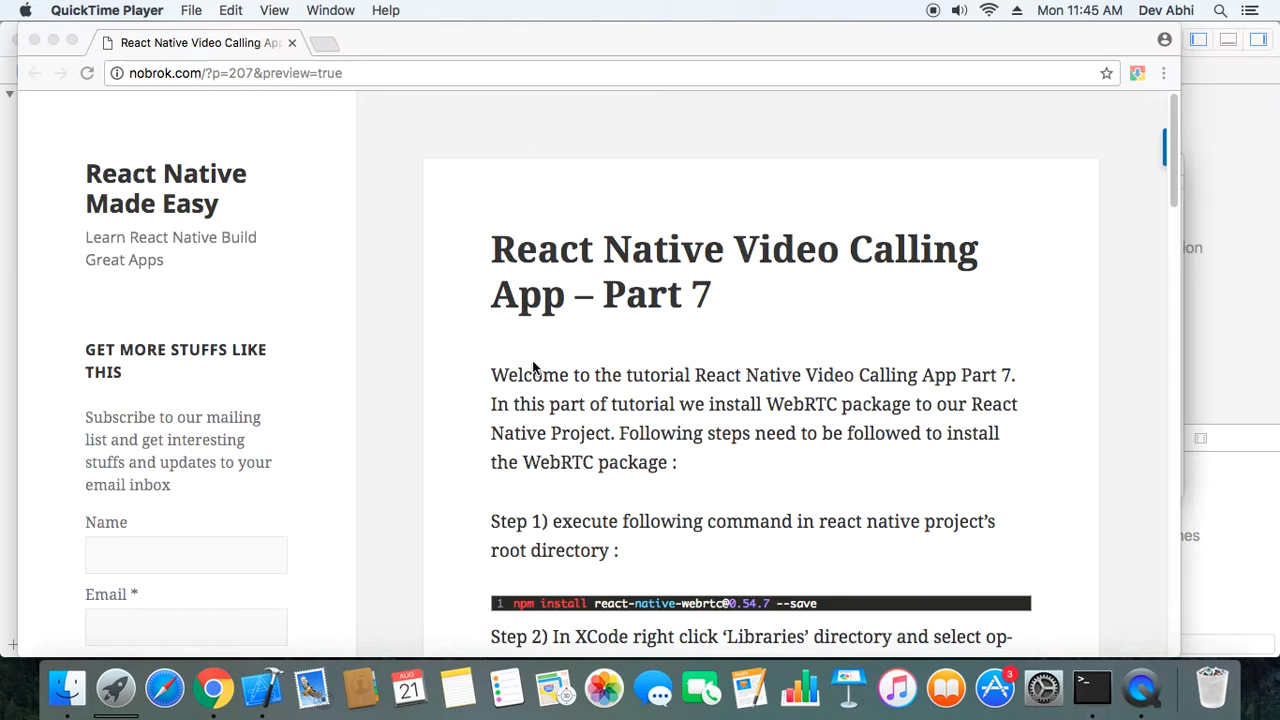 QuickTime Player File Edit View Window Help Mon 11:45 AM Dev Abhi
React Native Video Calling App
nobrok.com/?p=207&preview=true
React Native
Made Easy
Learn React Native Build
Great Apps
GET MORE STUFFS LIKE
THIS
Subscribe to our mailing
list and get interesting
stuffs and updates to your
email inbox
Name
Email *
React Native Video Calling
App – Part 7
Welcome to the tutorial React Native Video Calling App Part 7.
In this part of tutorial we install WebRTC package to our React
Native Project. Following steps need to be followed to install
the WebRTC package :
Step 1) execute following command in react native project’s
root directory :
1 npm install react-native-webrtc@0.54.7 --save
Step 2) In XCode right click ‘Libraries’ directory and select op-
ion
nes
AUG
21
3